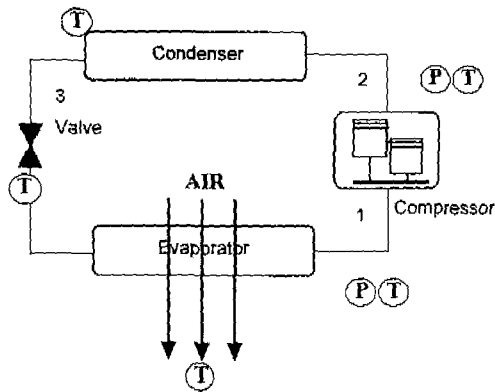 T
Condenser
2
P T
3
Valve
T
AIR
1
Compressor
Evaporator
P T
T